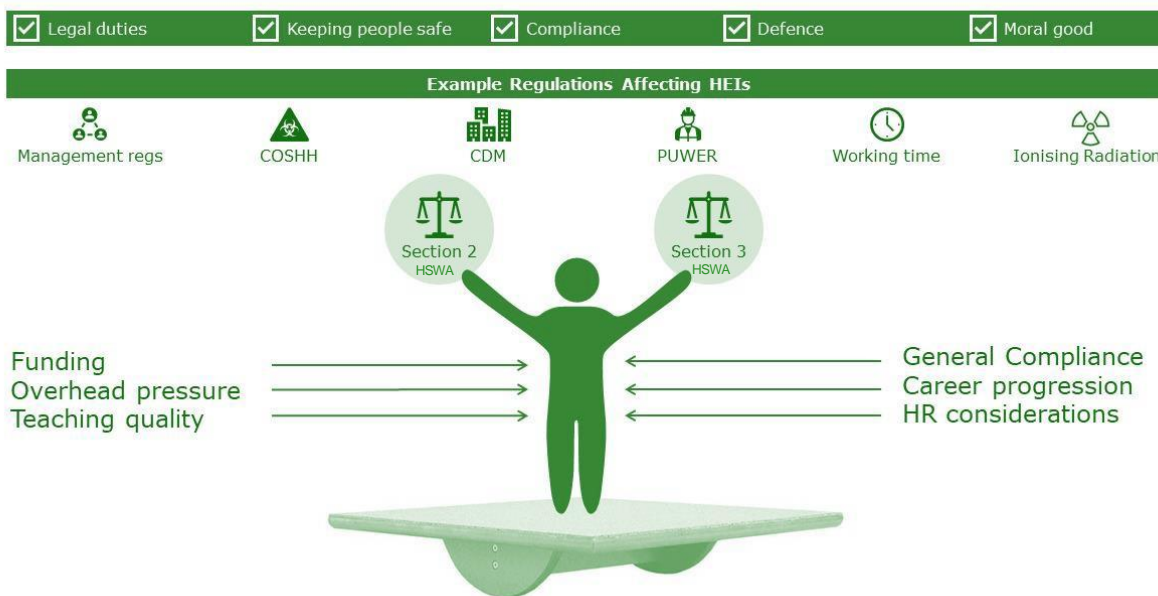 Legal duties
Keeping people safe
Compliance
Defence
Moral good
Example Regulations Affecting HEIs
Management regs
COSHH
CDM
PUWER
Working time
Ionising Radiation
Section 2
HSWA
Section 3
HSWA
Funding
Overhead pressure
Teaching quality
General Compliance
Career progression
HR considerations